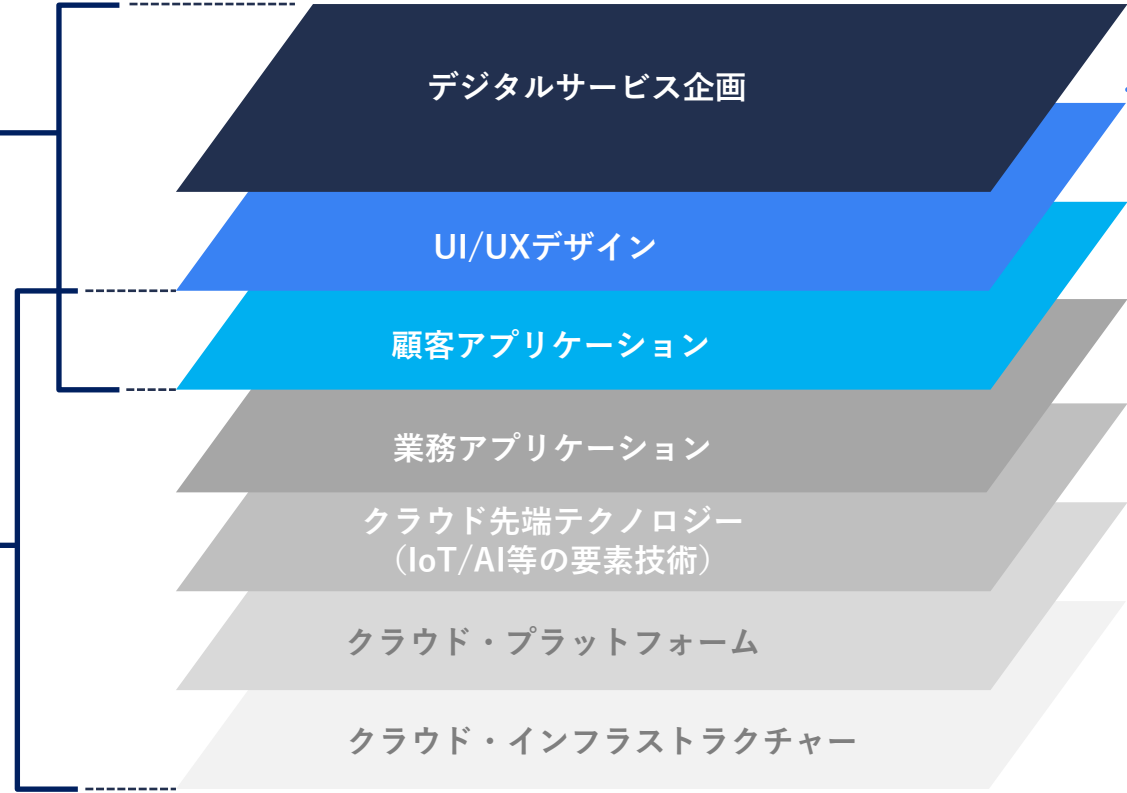 デジタルサービス企画
UI/UXデザイン
顧客アプリケーション
業務アプリケーション
クラウド先端テクノロジー
（IoT/AI等の要素技術）
クラウド・プラットフォーム
クラウド・インフラストラクチャー